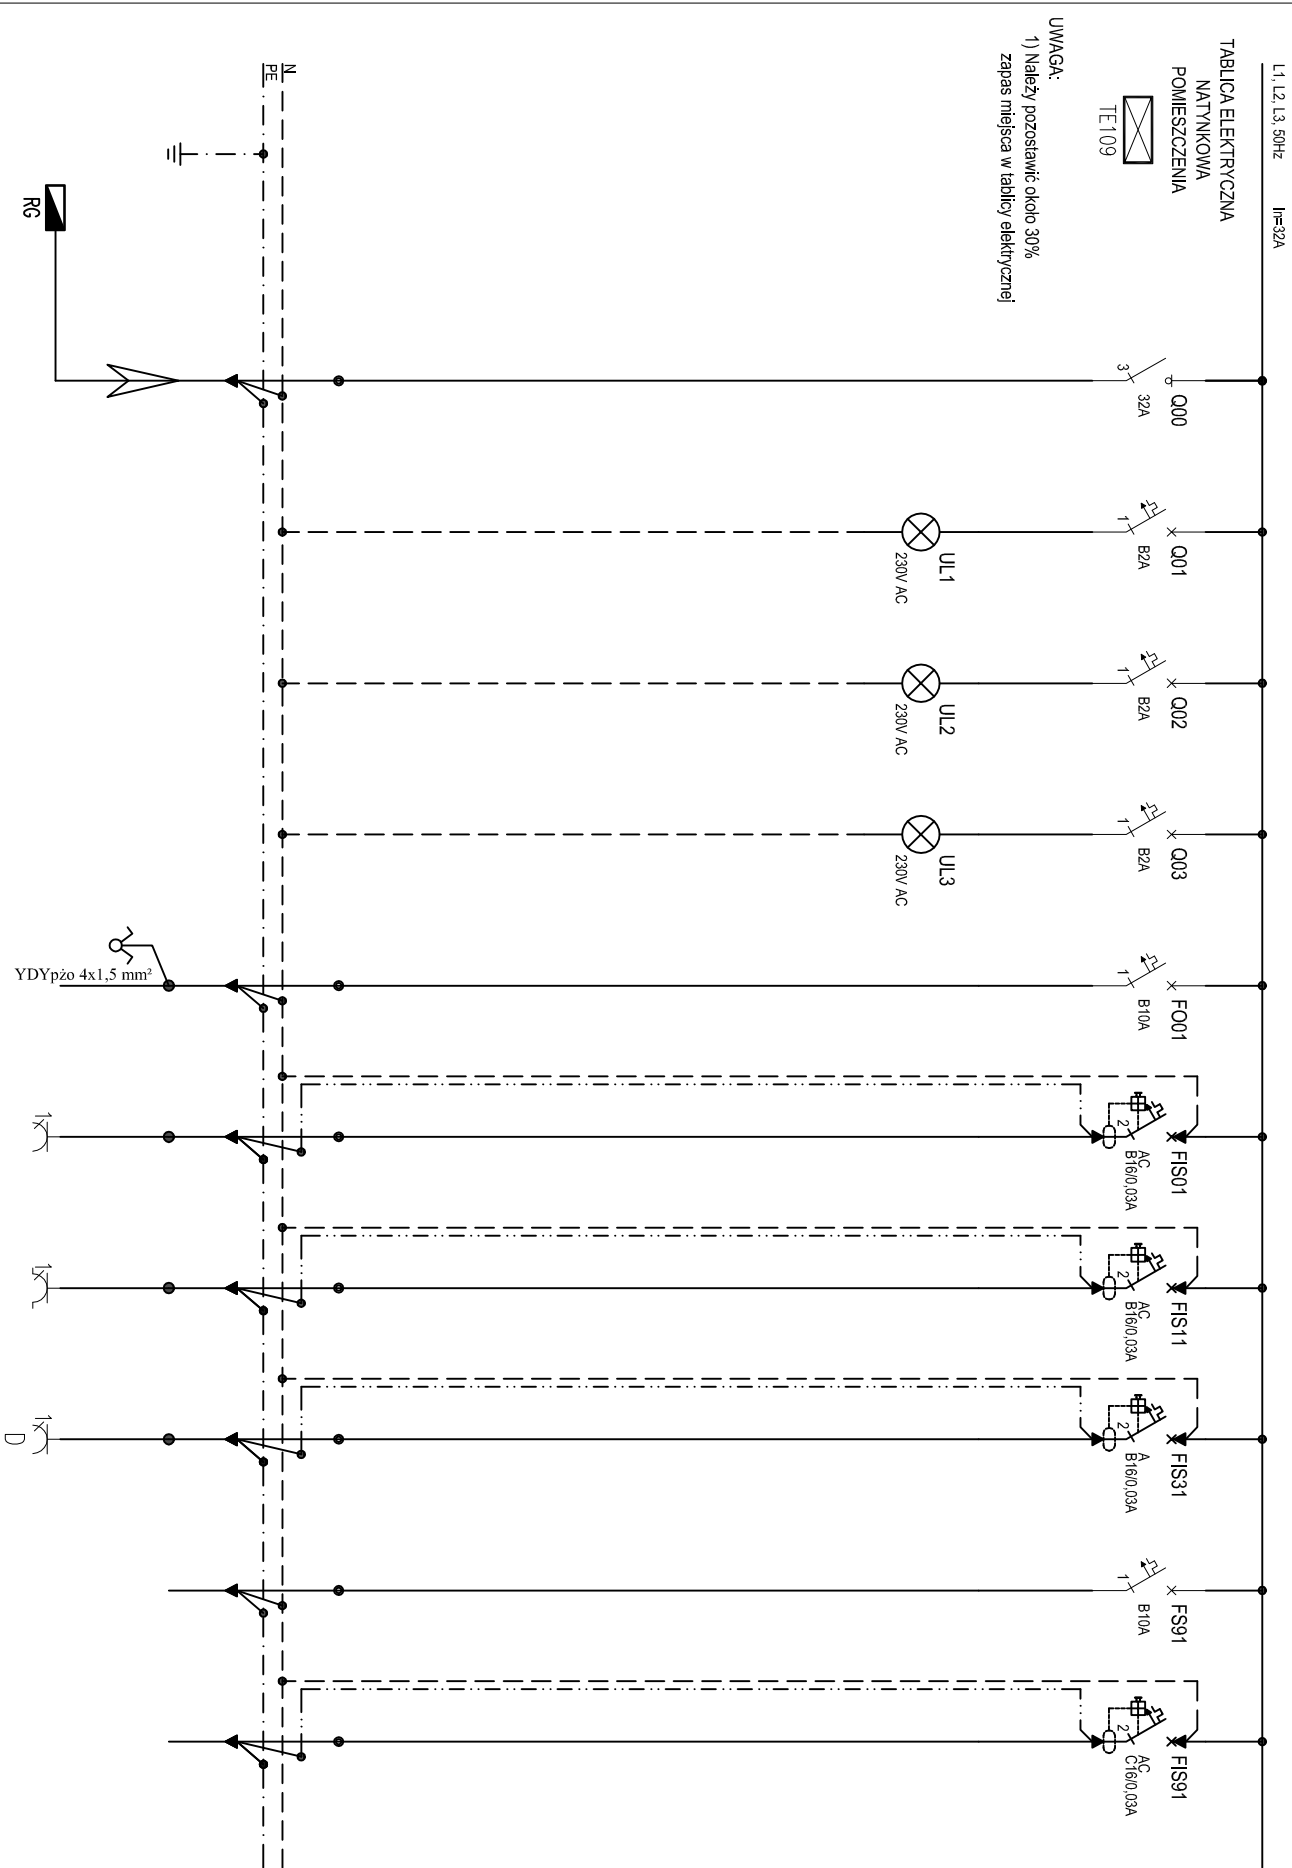 L1, L2, L3, 50Hz In=32A
TABLICA ELEKTRYCZNA
NATYNKOWA
POMIESZCZENIA
TE109
UWAGA:
1) Należy pozostawić około 30%
zapas miejsca w tablicy elektrycznej
N
PE
RG
Q00
3
32A
Q01
1
B2A
UL1
230V AC
Q02
1
B2A
UL2
230V AC
Q03
1
B2A
UL3
230V AC
FO01
1
B10A
YDYpżo 4x1,5 mm²
FIS01
2
AC
B16/0,03A
1x
FIS11
2
AC
B16/0,03A
1x
FIS31
2
A
B16/0,03A
1x
D
FS91
1
B10A
FIS91
2
AC
C16/0,03A